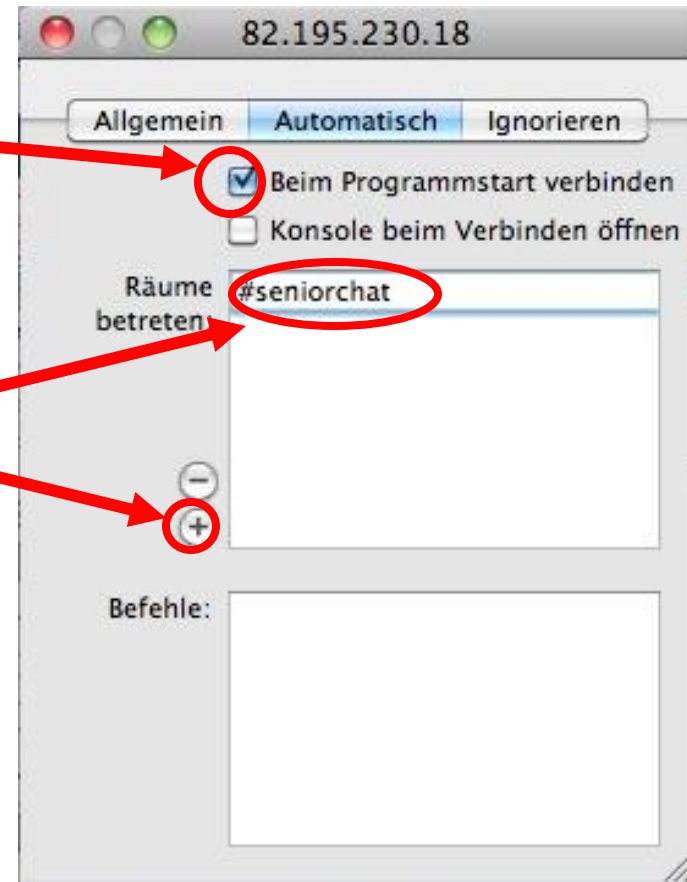 82.195.230.18
Allgemein Automatisch Ignorieren
Beim Programmstart verbinden
Konsole beim Verbinden öffnen
Räume betreten:
#seniorchat
Befehle: